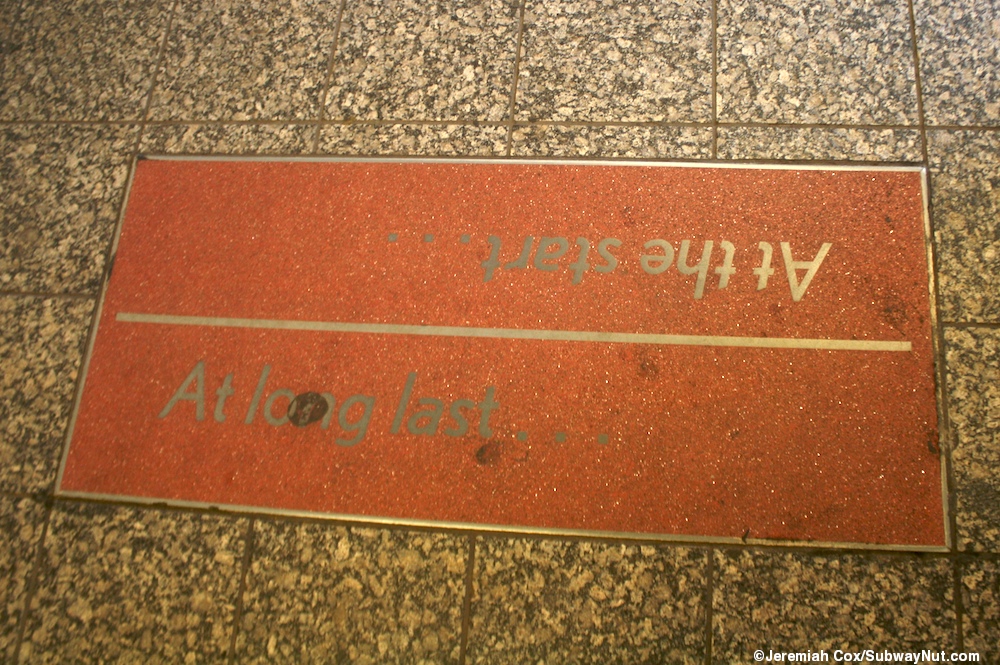 At the start. . . .
At long last . . .
©Jeremiah Cox/SubwayNut.com